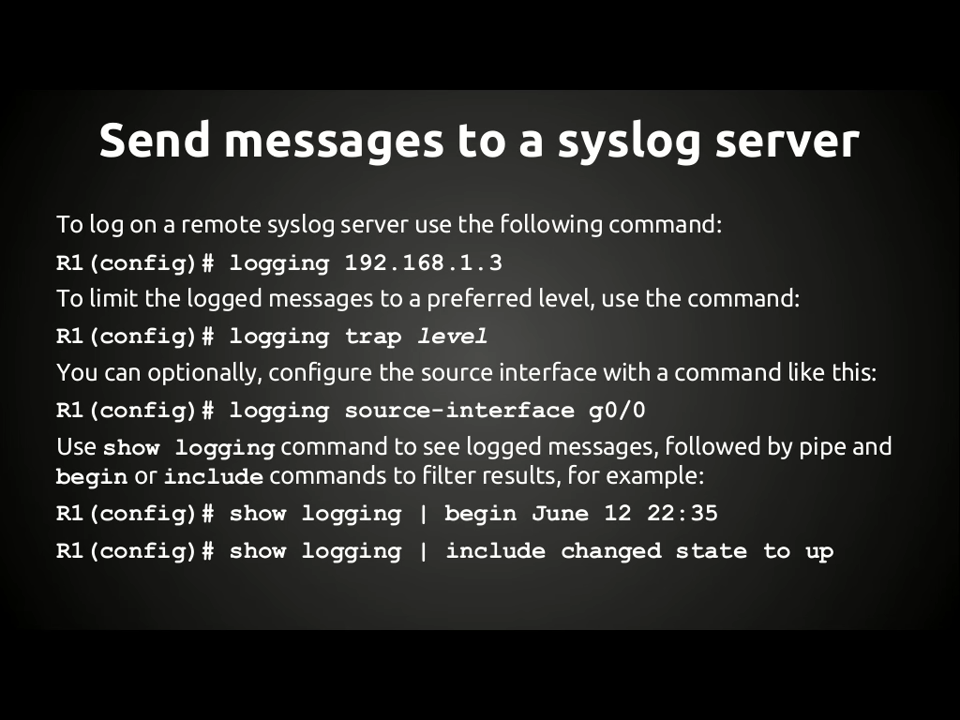 Send messages to a syslog server
To log on a remote syslog server use the following command:
R1(config)# logging 192.168.1.3
To limit the logged messages to a preferred level, use the command:
R1(config)# logging trap level
You can optionally, configure the source interface with a command like this:
R1(config)# logging source-interface g0/0
Use show logging command to see logged messages, followed by pipe and
begin or include commands to filter results, for example:
R1(config)# show logging | begin June 12 22:35
R1(config)# show logging | include changed state to up